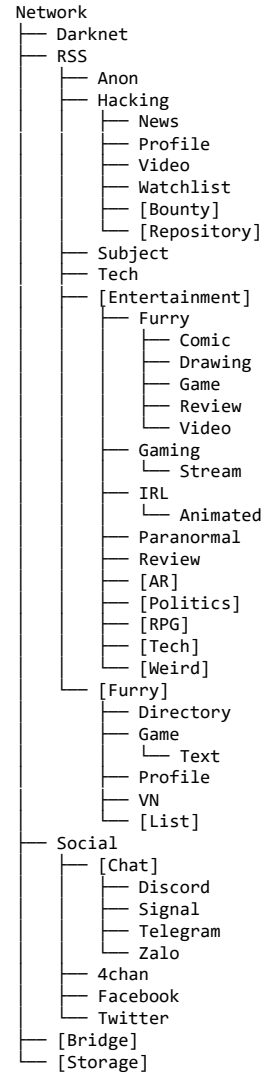 Network
├── Darknet
├── RSS
│   ├── Anon
│   ├── Hacking
│   │   ├── News
│   │   ├── Profile
│   │   ├── Video
│   │   ├── Watchlist
│   │   ├── [Bounty]
│   │   └── [Repository]
│   ├── Subject
│   ├── Tech
│   ├── [Entertainment]
│   │   ├── Furry
│   │   │   ├── Comic
│   │   │   ├── Drawing
│   │   │   ├── Game
│   │   │   ├── Review
│   │   │   └── Video
│   │   ├── Gaming
│   │   │   └── Stream
│   │   ├── IRL
│   │   │   └── Animated
│   │   ├── Paranormal
│   │   ├── Review
│   │   ├── [AR]
│   │   ├── [Politics]
│   │   ├── [RPG]
│   │   ├── [Tech]
│   │   └── [Weird]
│   └── [Furry]
│       ├── Directory
│       ├── Game
│       │   └── Text
│       ├── Profile
│       ├── VN
│       └── [List]
├── Social
│   ├── [Chat]
│   │   ├── Discord
│   │   ├── Signal
│   │   ├── Telegram
│   │   └── Zalo
│   ├── 4chan
│   ├── Facebook
│   └── Twitter
├── [Bridge]
└── [Storage]